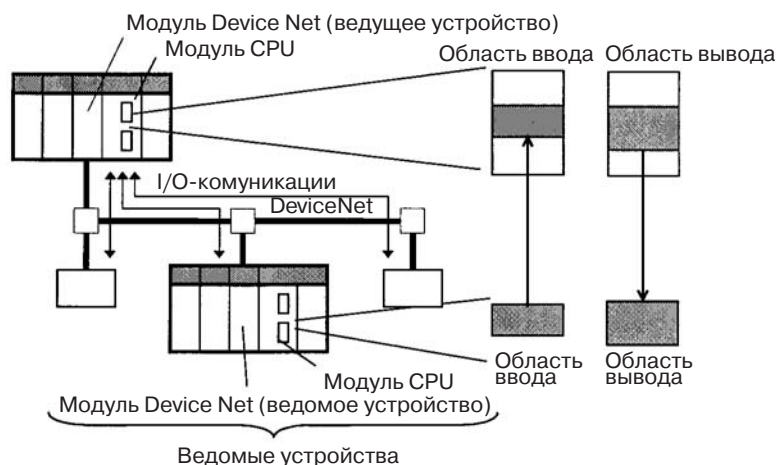 Модуль Device Net (ведущее устройство)
Модуль CPU
Область ввода
Область вывода
I/O-комуникации
DeviceNet
Область
ввода
Область
вывода
Модуль CPU
Модуль Device Net (ведомое устройство)
Ведомые устройства